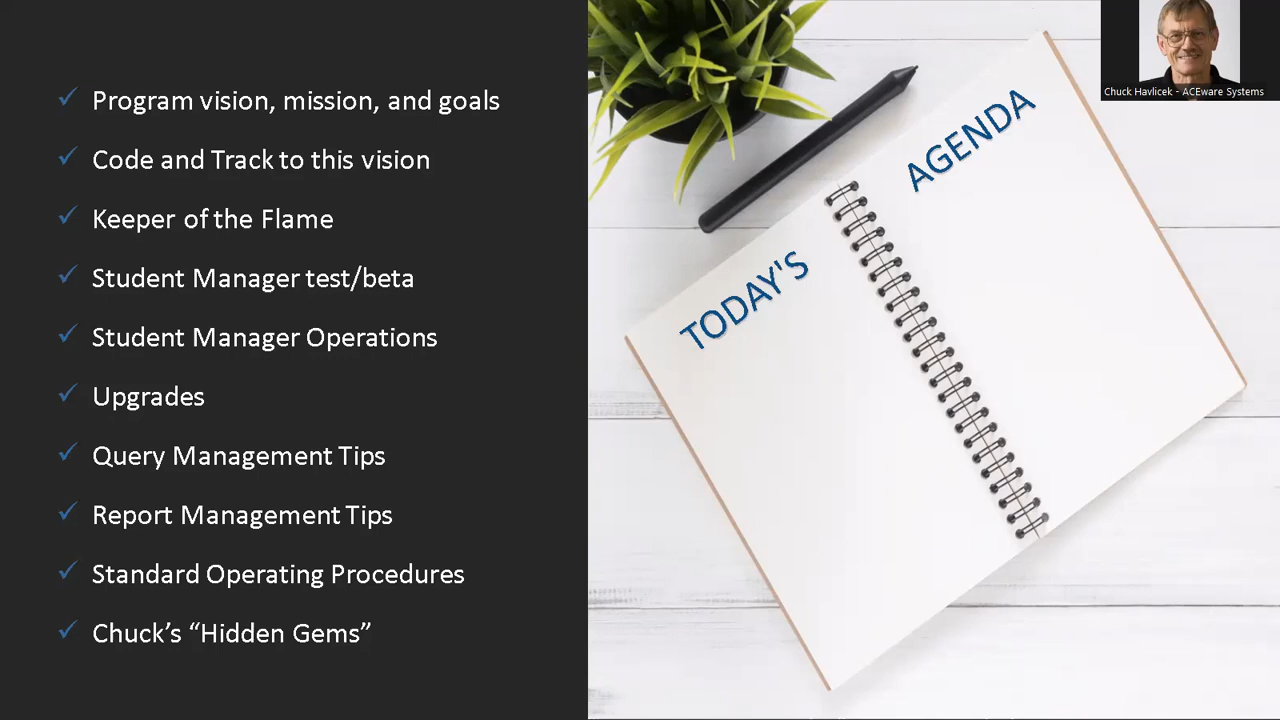 Program vision, mission, and goals
Code and Track to this vision
Keeper of the Flame
Student Manager test/beta
Student Manager Operations
Upgrades
Query Management Tips
Report Management Tips
Standard Operating Procedures
Chuck’s “Hidden Gems”
TODAY'S
AGENDA
Chuck Havlicek - ACEware Systems